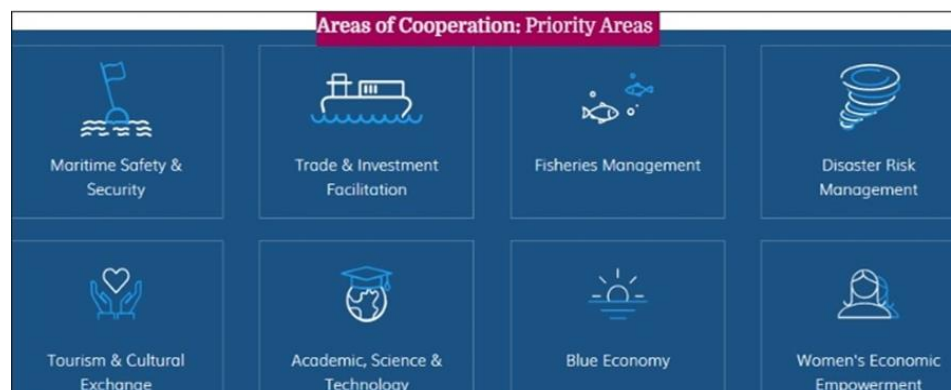 Areas of Cooperation: Priority Areas
Maritime Safety &
Security
Trade & Investment
Facilitation
Fisheries Management
Disaster Risk
Management
Tourism & Cultural
Exchange
Academic, Science &
Technology
Blue Economy
Women's Economic
Empowerment